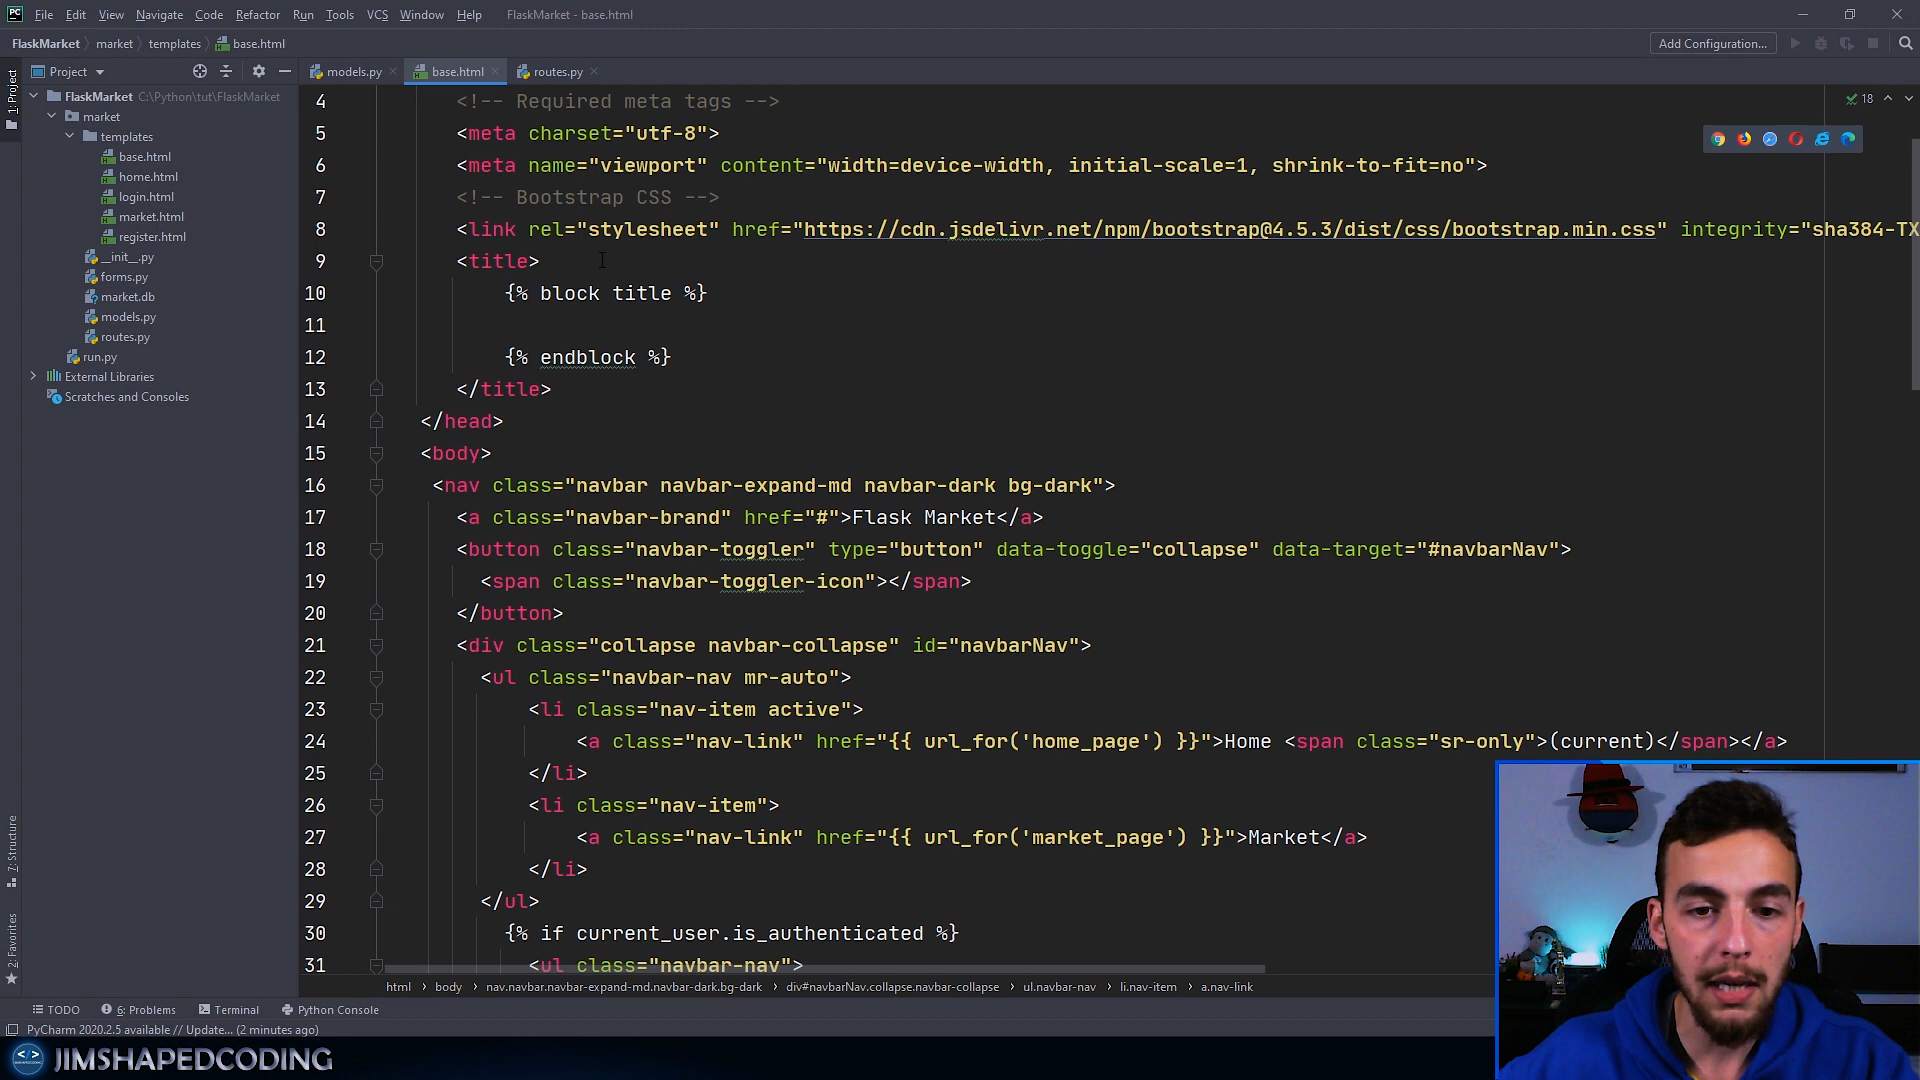 PC File Edit View Navigate Code Refactor Run Tools VCS Window Help FlaskMarket - base.html
FlaskMarket market templates base.html Add Configuration...
1: Project
Project
models.py base.html routes.py
FlaskMarket C:\Python\tut\FlaskMarket
market
templates
base.html
home.html
login.html
market.html
register.html
__init__.py
forms.py
market.db
models.py
routes.py
run.py
External Libraries
Scratches and Consoles
18
4 <!-- Required meta tags -->
5 <meta charset="utf-8">
6 <meta name="viewport" content="width=device-width, initial-scale=1, shrink-to-fit=no">
7 <!-- Bootstrap CSS -->
8 <link rel="stylesheet" href="https://cdn.jsdelivr.net/npm/bootstrap@4.5.3/dist/css/bootstrap.min.css" integrity="sha384-TX
9 <title>
10 {% block title %}
11
12 {% endblock %}
13 </title>
14 </head>
15 <body>
16 <nav class="navbar navbar-expand-md navbar-dark bg-dark">
17 <a class="navbar-brand" href="#">Flask Market</a>
18 <button class="navbar-toggler" type="button" data-toggle="collapse" data-target="#navbarNav">
19 <span class="navbar-toggler-icon"></span>
20 </button>
21 <div class="collapse navbar-collapse" id="navbarNav">
22 <ul class="navbar-nav mr-auto">
23 <li class="nav-item active">
24 <a class="nav-link" href="{{ url_for('home_page') }}">Home <span class="sr-only">(current)</span></a>
25 </li>
26 <li class="nav-item">
27 <a class="nav-link" href="{{ url_for('market_page') }}">Market</a>
28 </li>
29 </ul>
30 {% if current_user.is_authenticated %}
31 <ul class="navbar-nav">
7: Structure
2: Favorites
html body nav.navbar.navbar-expand-md.navbar-dark.bg-dark div#navbarNav.collapse.navbar-collapse ul.navbar-nav li.nav-item a.nav-link
TODO 6: Problems Terminal Python Console
PyCharm 2020.2.5 available // Update... (2 minutes ago)
</> JIMSHAPEDCODING